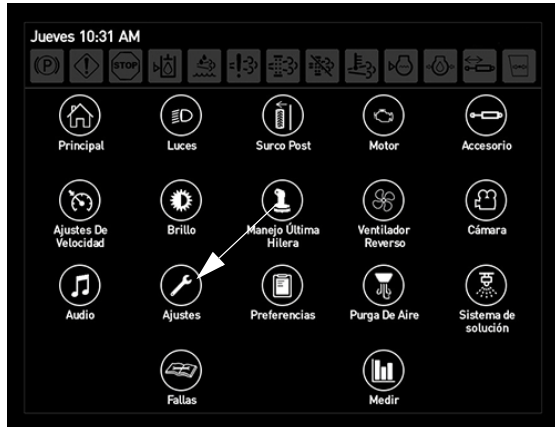 Jueves 10:31 AM
(P)
STOP
Principal
Luces
Surco Post
Motor
Accesorio
Ajustes De
Velocidad
Brillo
Manejo Última
Hilera
Ventilador
Reverso
Cámara
Audio
Ajustes
Preferencias
Purga De Aire
Sistema de
solución
Fallas
Medir